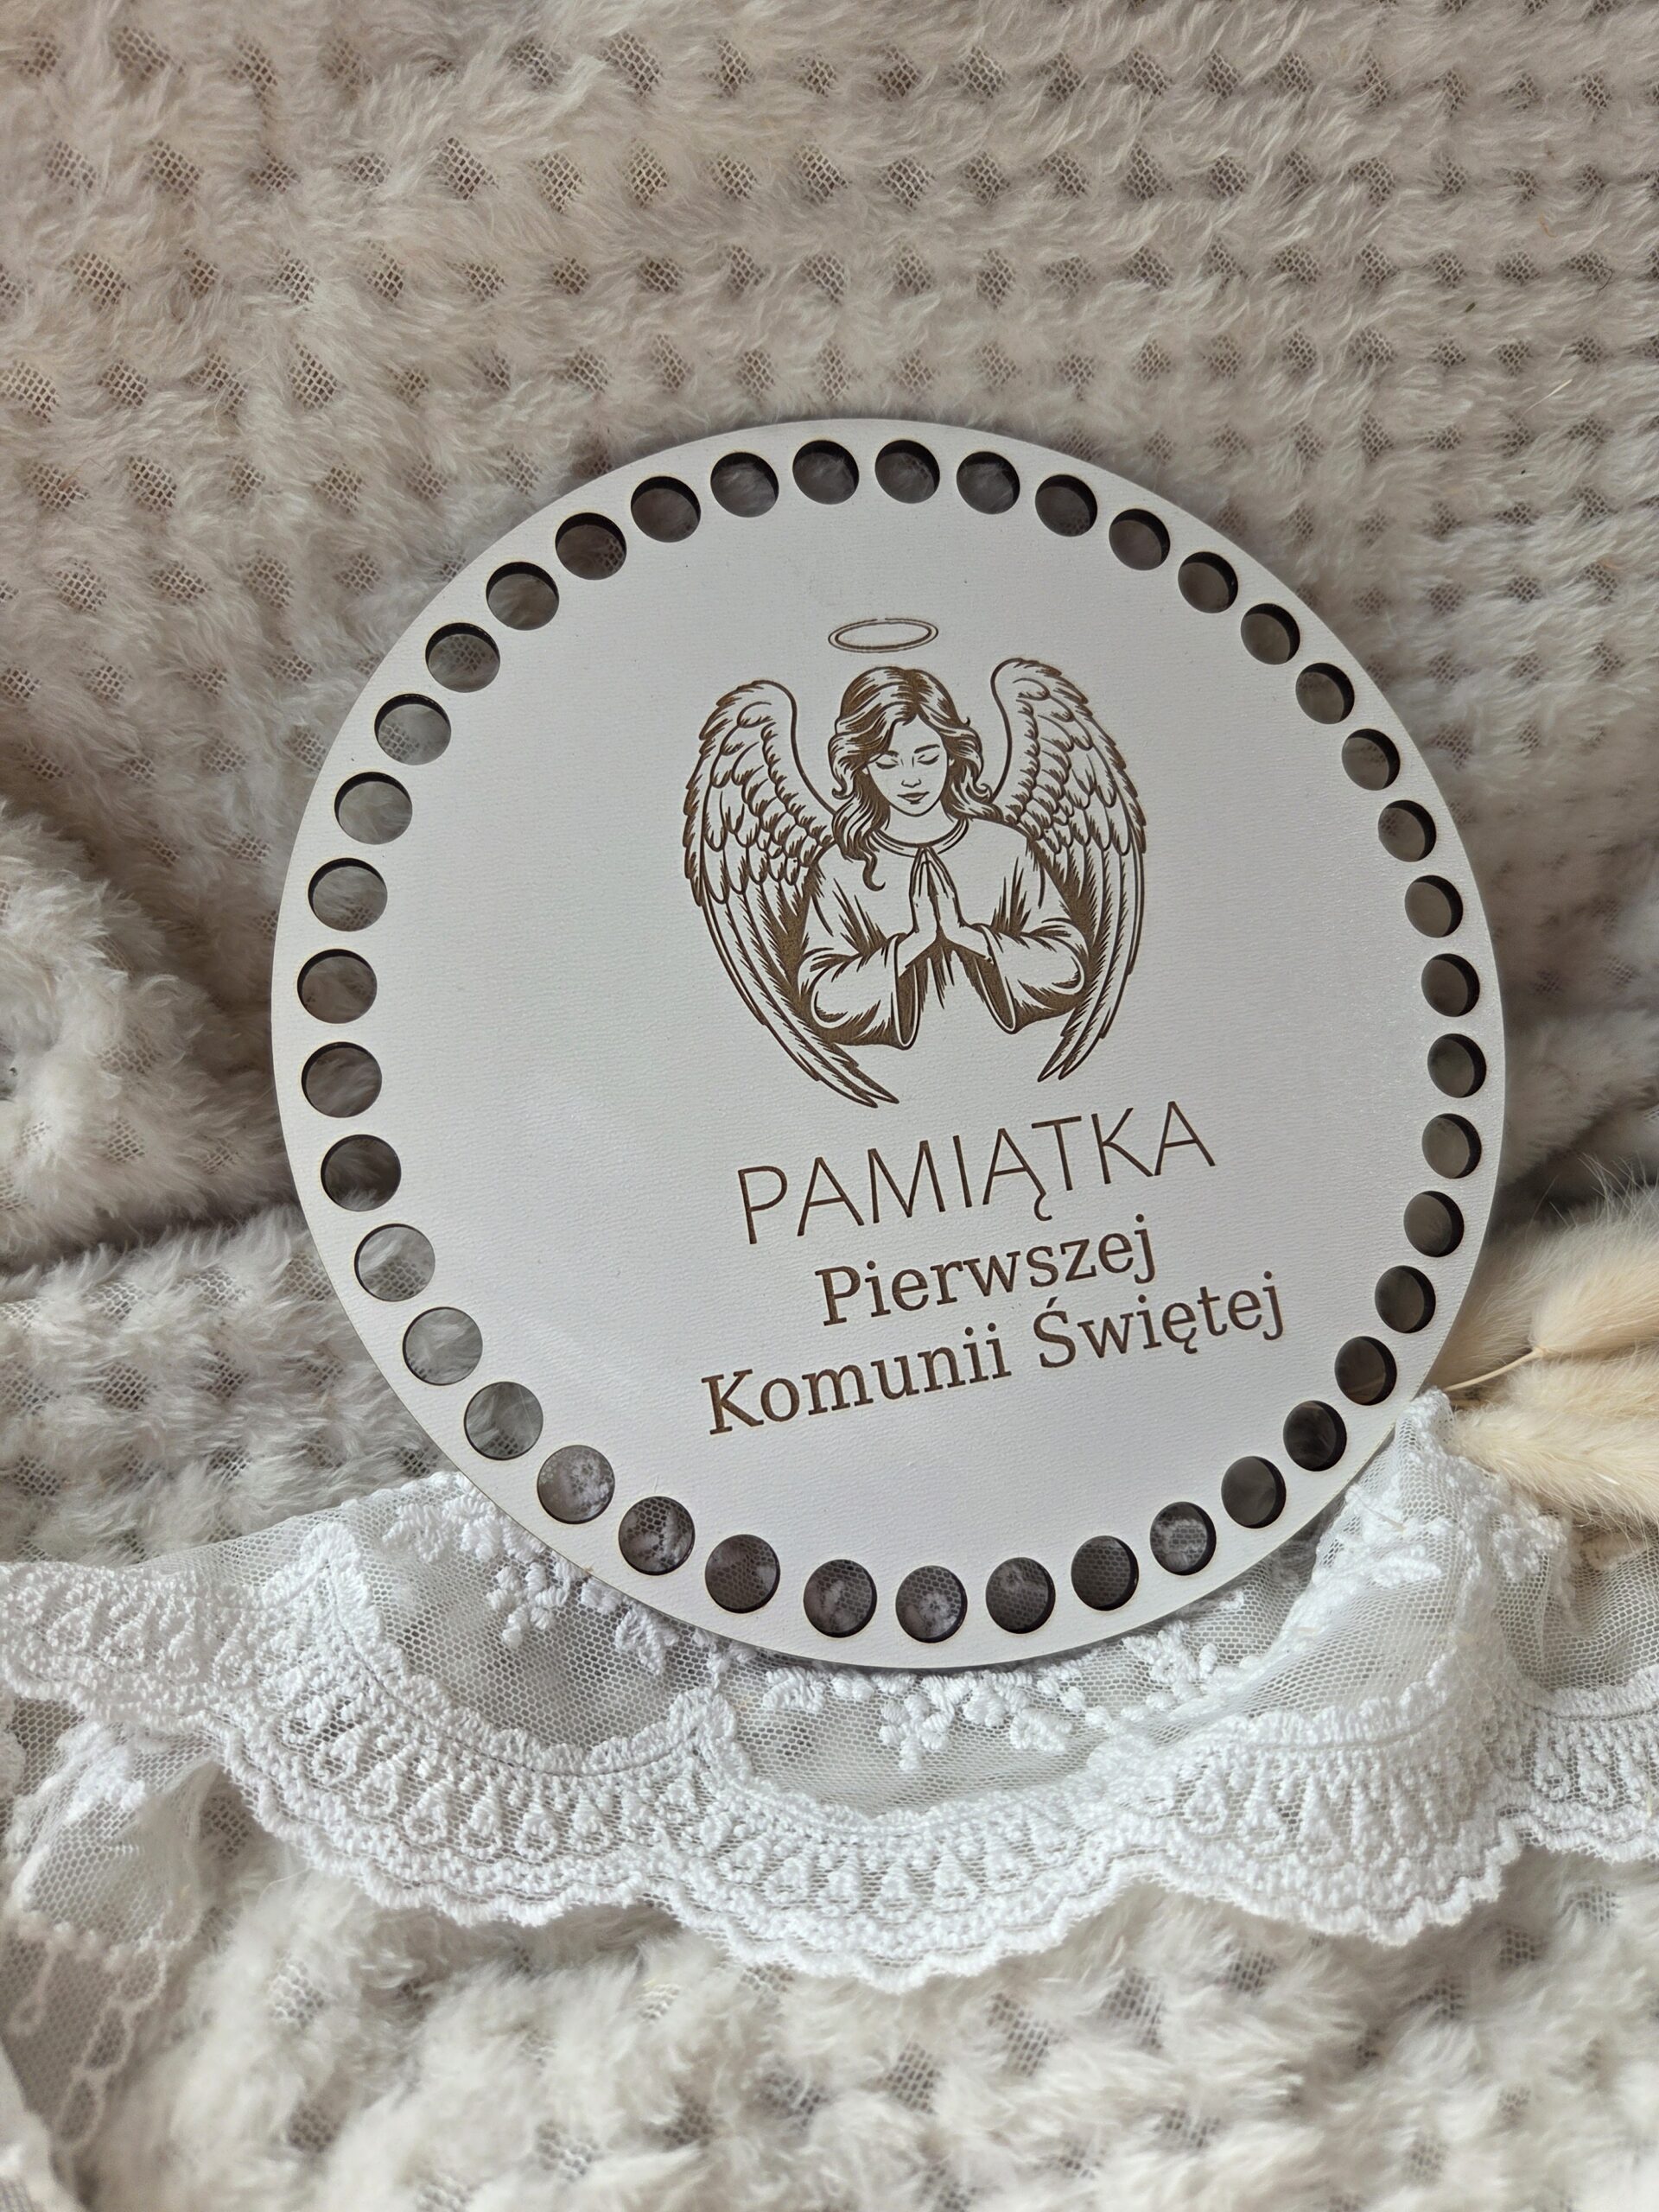 PAMIĄTKA
Pierwszej
Komunii Świętej